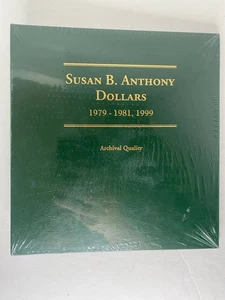 SUSAN B. ANTHONY
DOLLARS
1979 - 1981, 1999
Archival Quality